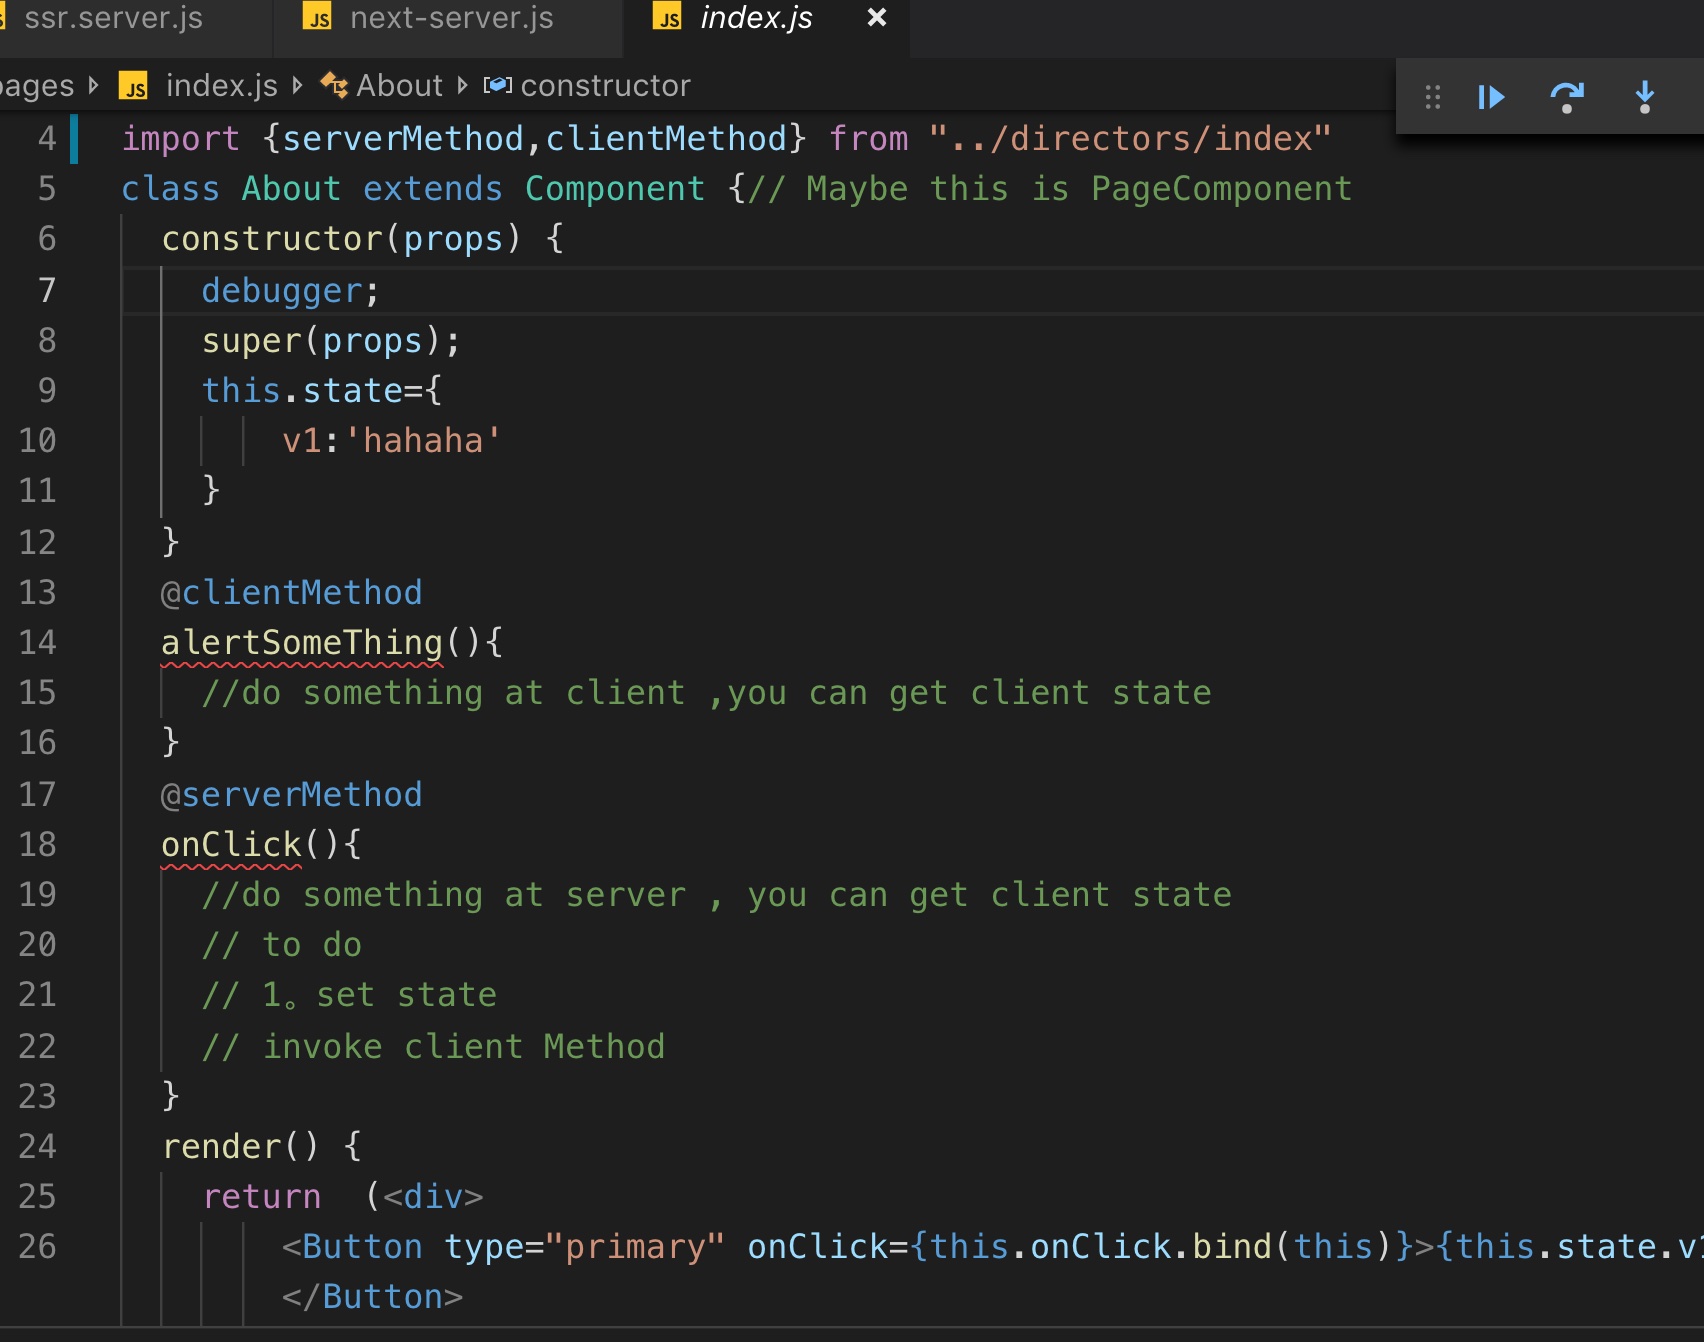 ssr.server.js JS next-server.js JS index.js ×
pages JS index.js About constructor
4 import {serverMethod,clientMethod} from "../directors/index"
5 class About extends Component {// Maybe this is PageComponent
6 constructor(props) {
7 debugger;
8 super(props);
9 this.state={
10 v1:'hahaha'
11 }
12 }
13 @clientMethod
14 alertSomeThing(){
15 //do something at client ,you can get client state
16 }
17 @serverMethod
18 onClick(){
19 //do something at server , you can get client state
20 // to do
21 // 1。set state
22 // invoke client Method
23 }
24 render() {
25 return (<div>
26 <Button type="primary" onClick={this.onClick.bind(this)}>{this.state.v1
</Button>